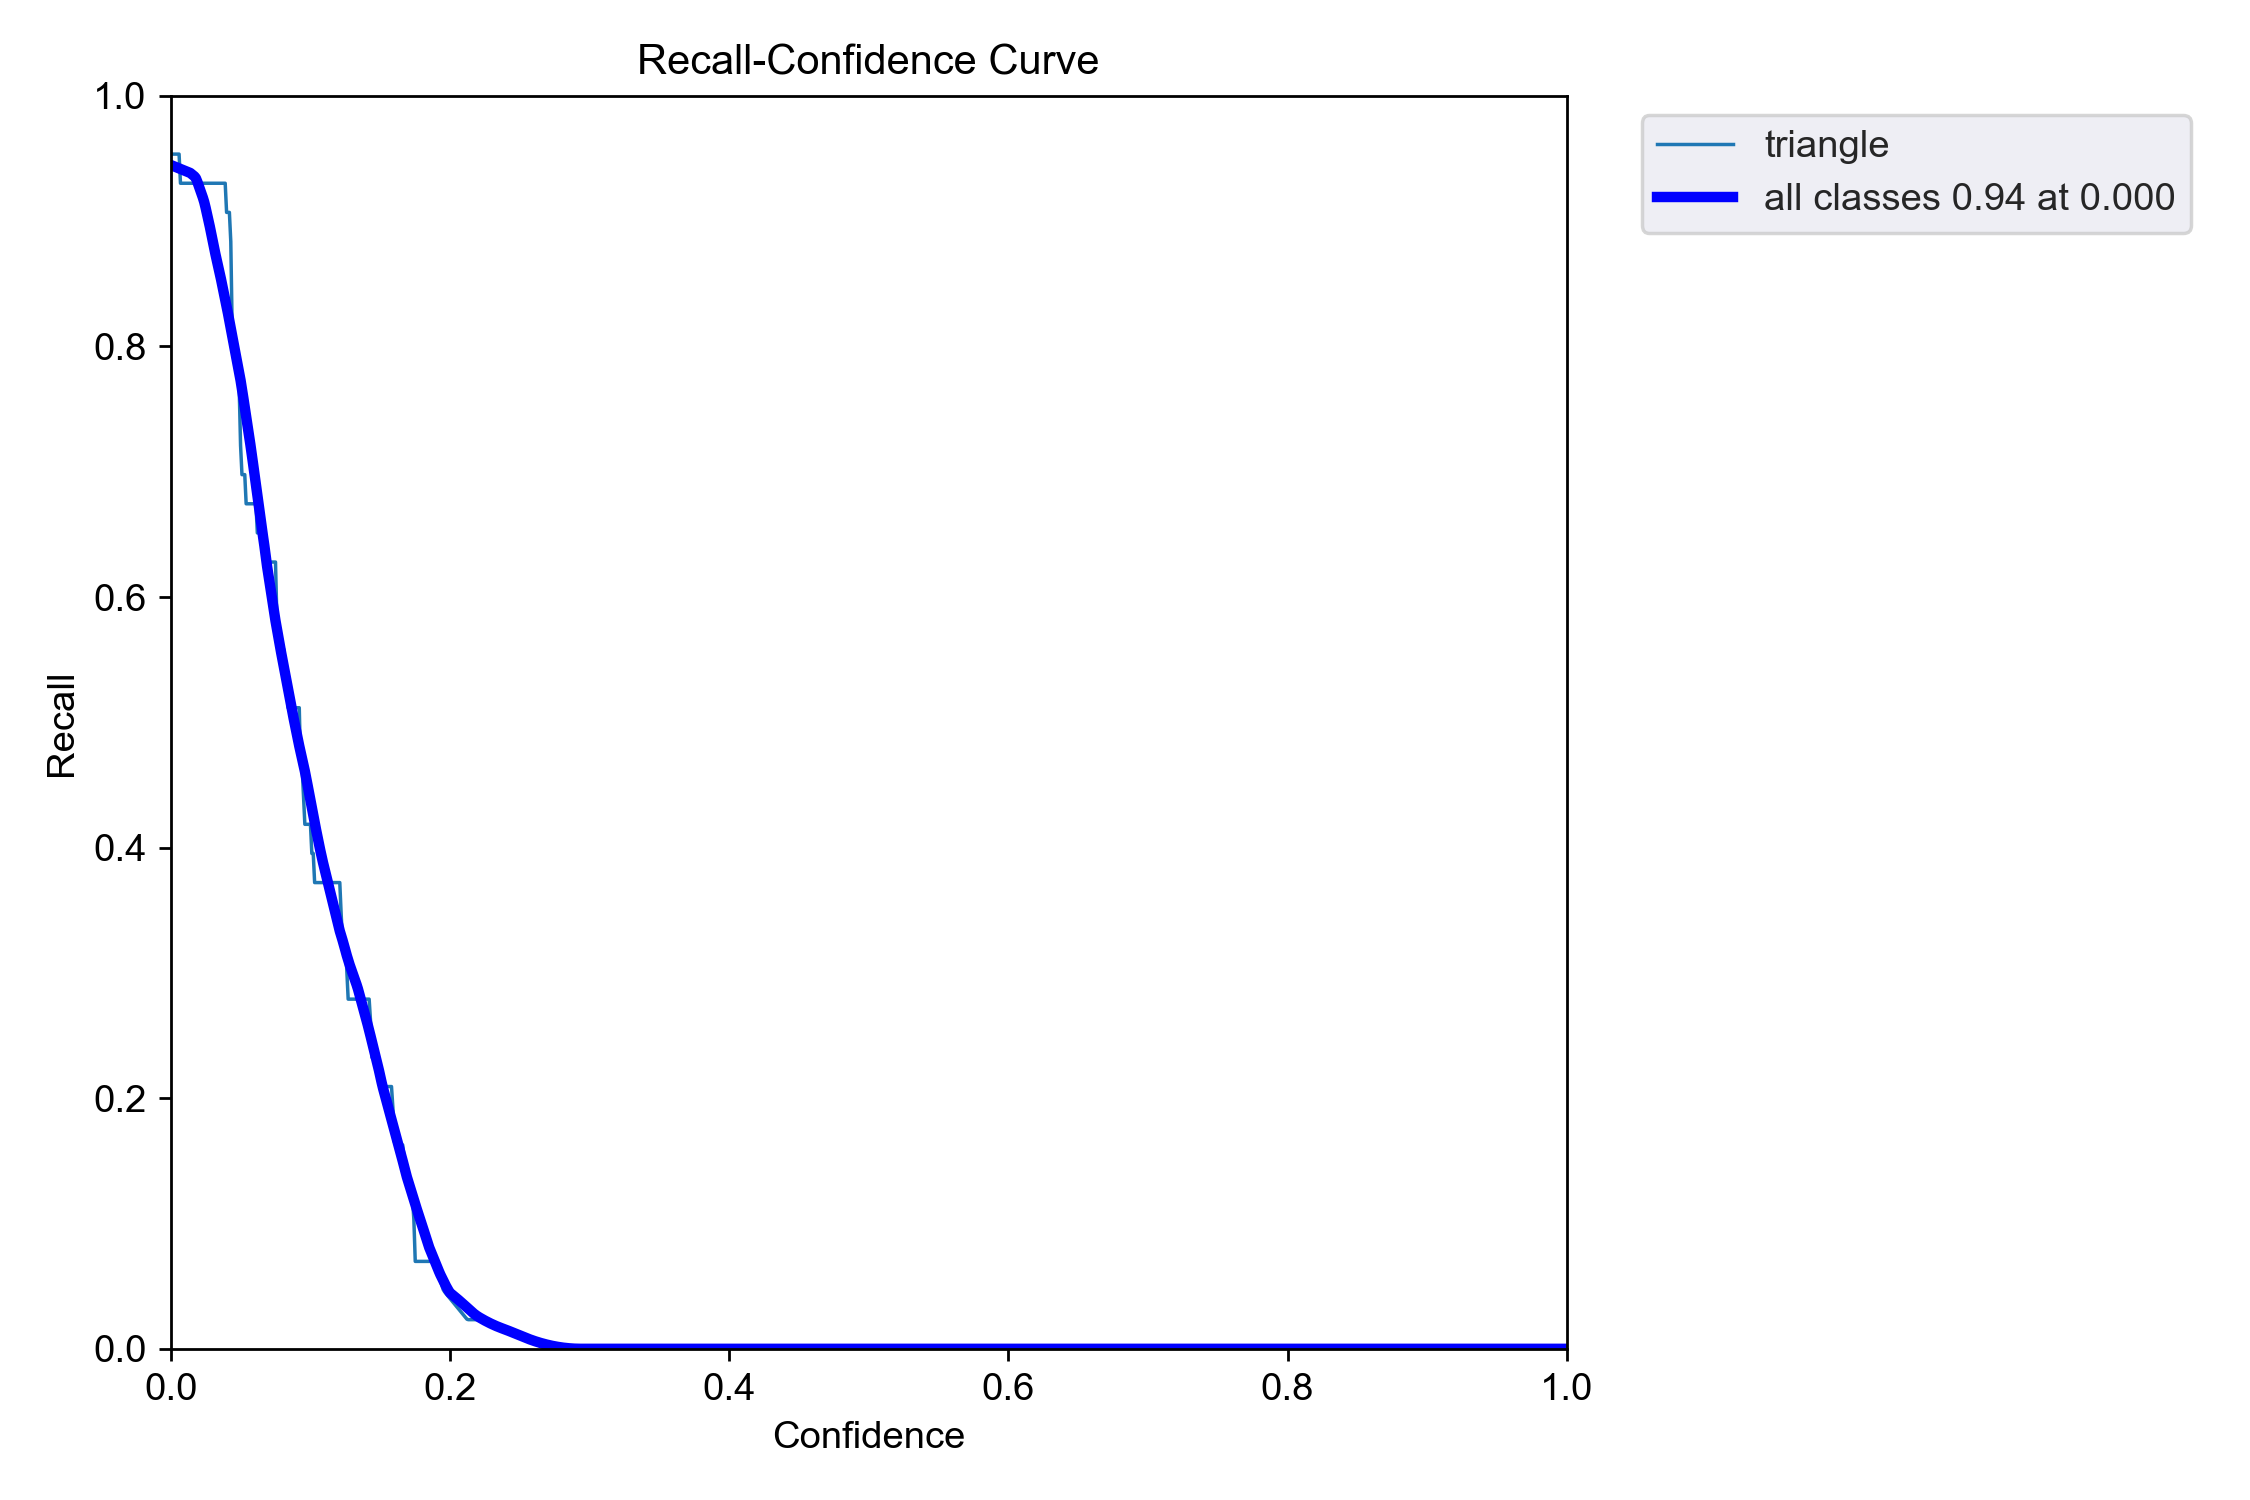 Recall-Confidence Curve
1.0
0.8
0.6
0.4
0.2
0.0
Recall
0.0 0.2 0.4 0.6 0.8 1.0
Confidence
triangle
all classes 0.94 at 0.000